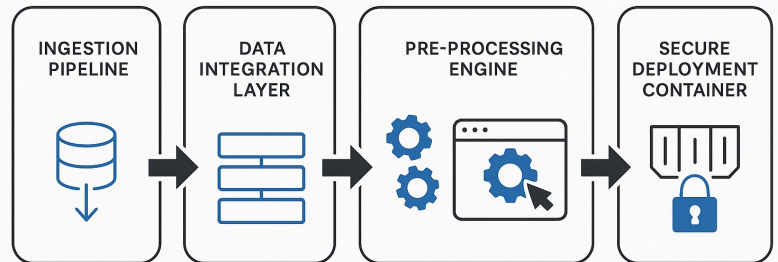 INGESTION
PIPELINE
DATA
INTEGRATION
LAYER
PRE-PROCESSING
ENGINE
SECURE
DEPLOYMENT
CONTAINER